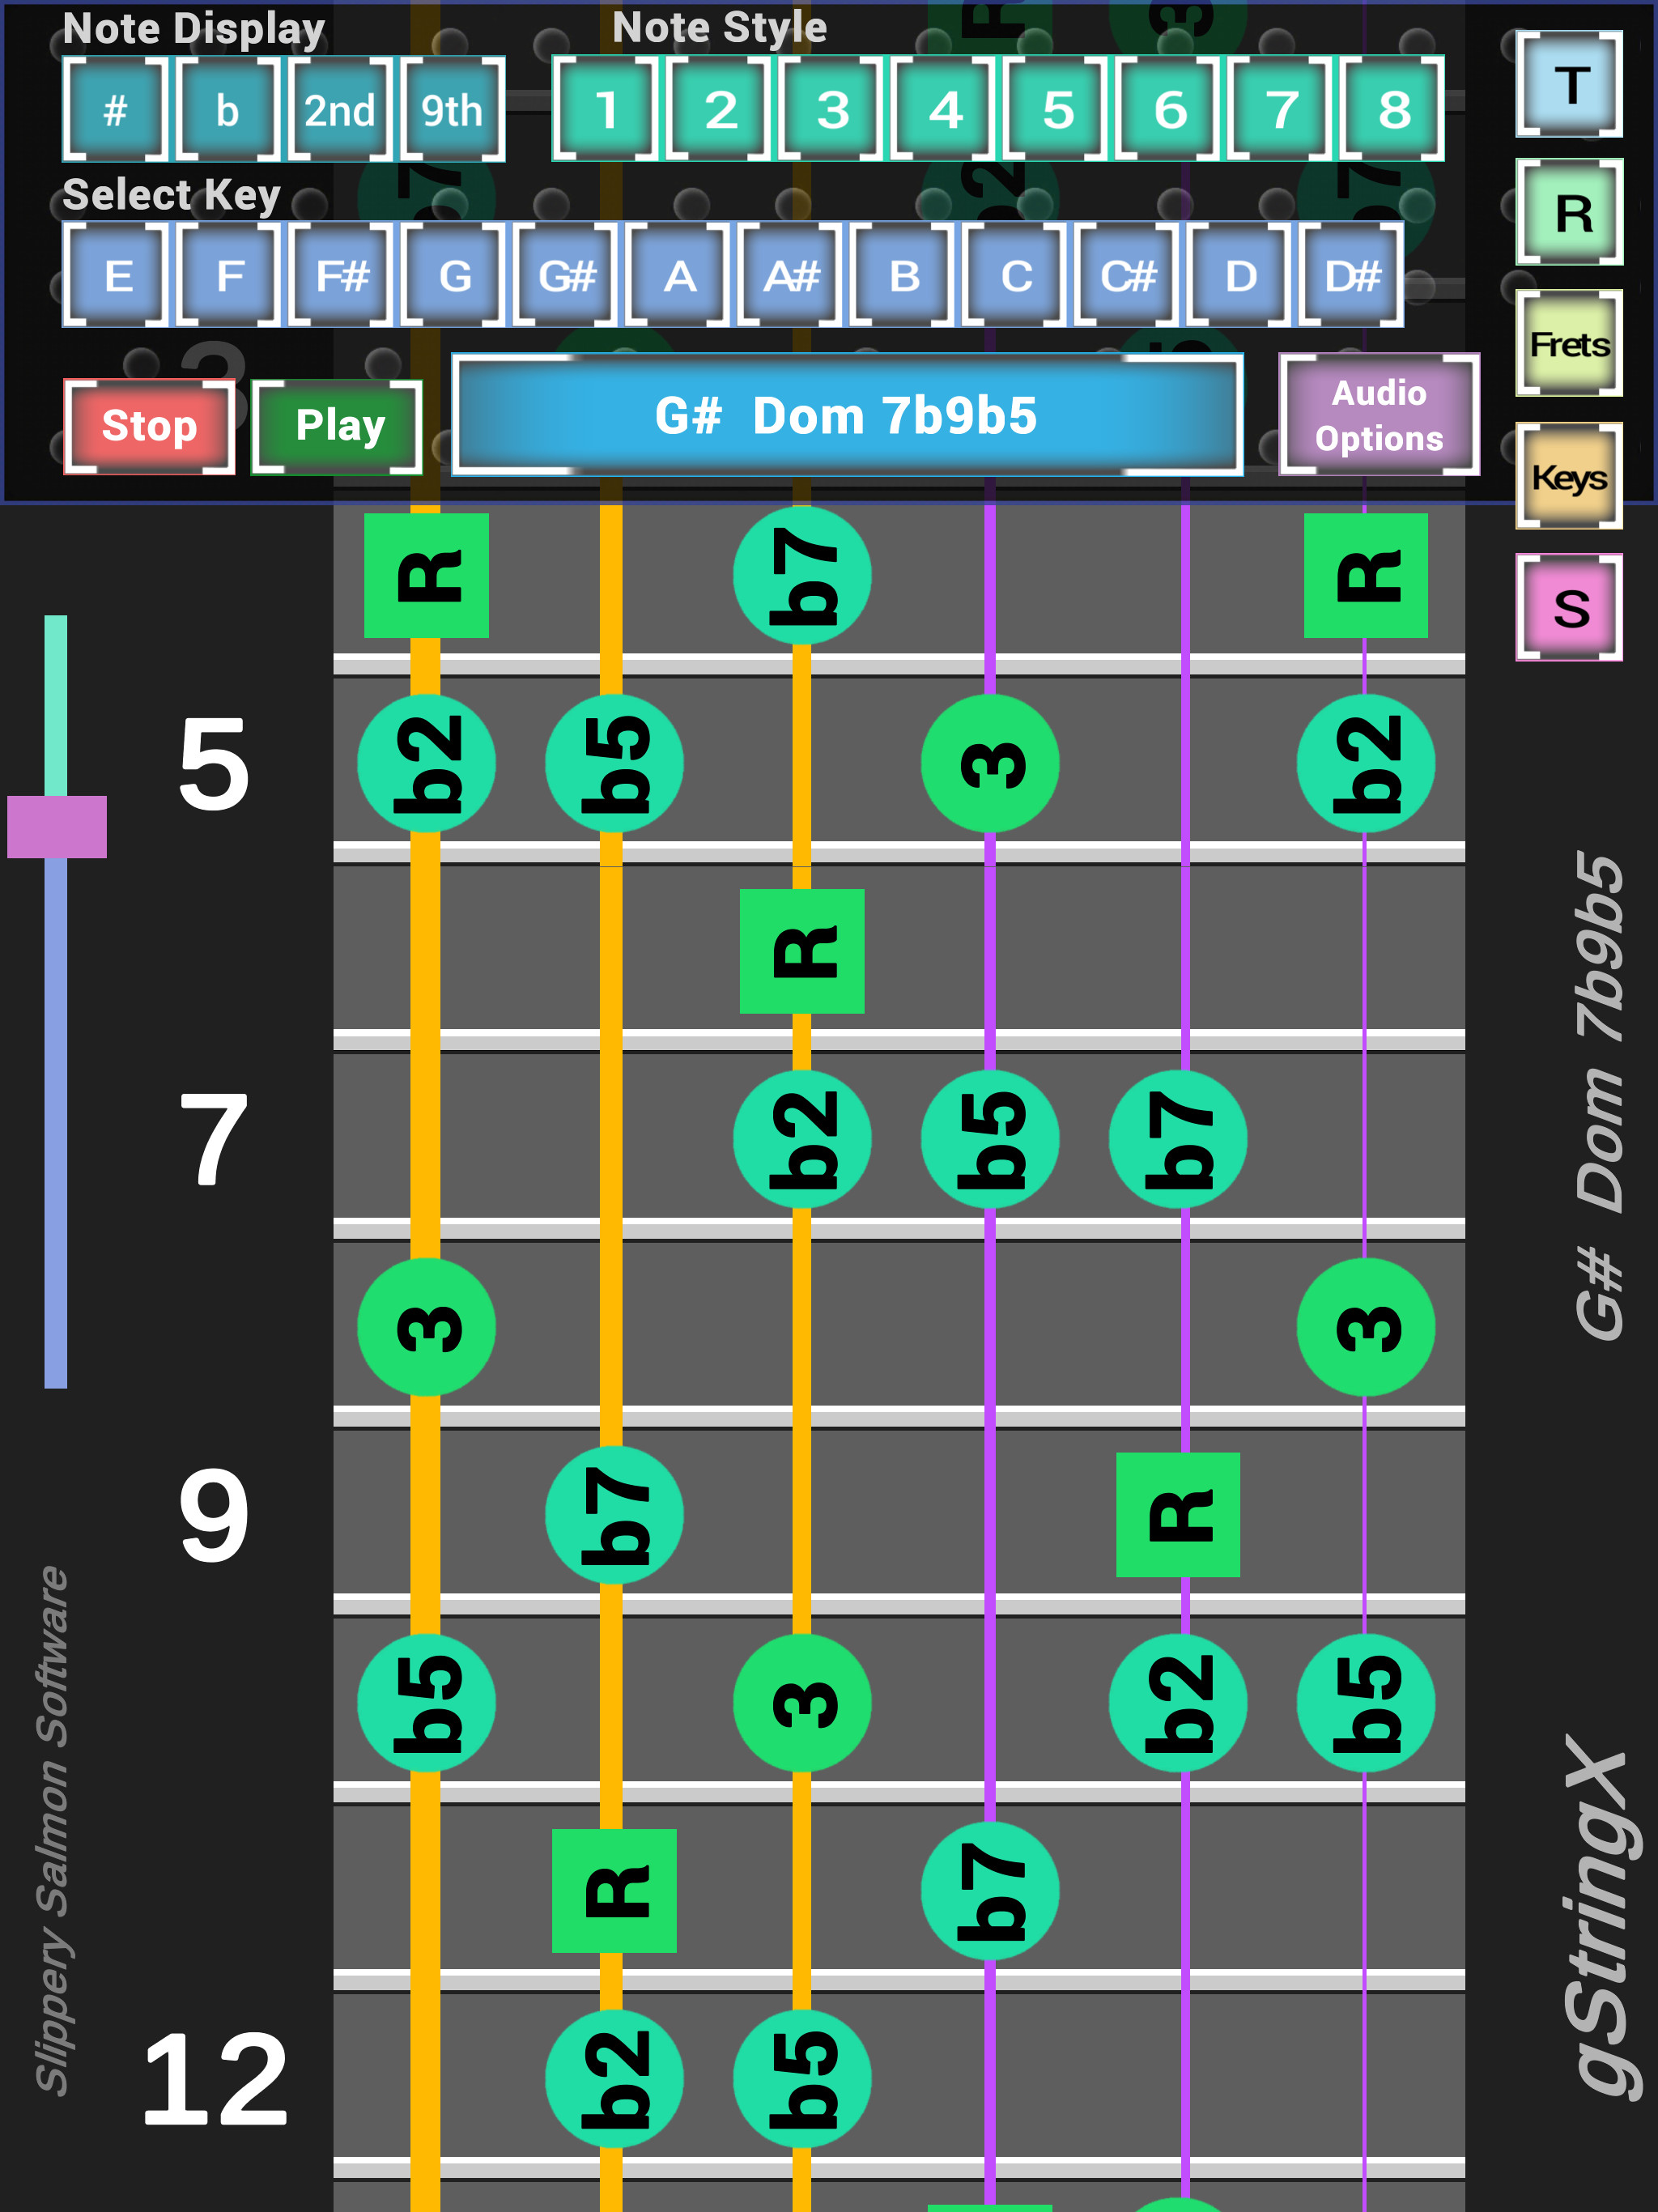 Note Display
Note Style
# b 2nd 9th 1 2 3 4 5 6 7 8 T
Select Key
R
E F F# G G# A A# B C C# D D#
Frets
Stop Play G# Dom 7b9b5 Audio Options
Keys
S
R b7 R
5 b2 b5 3 b2
R
7 b2 b5 b7
3 3
9 b7 R
b5 3 b2 b5
R b7
12 b2 b5
G# Dom 7b9b5
gStringX
Slippery Salmon Software